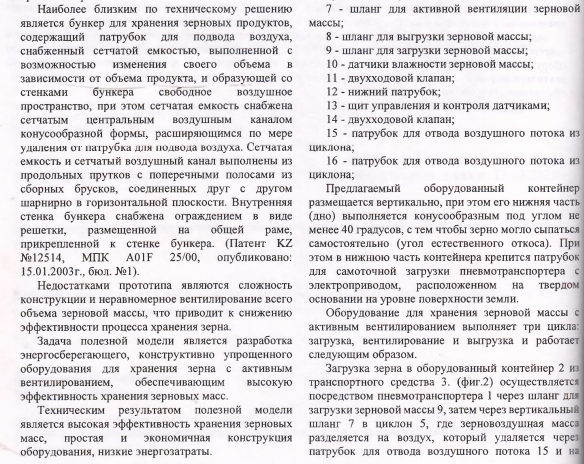 Наиболее близким по техническому решению
является бункер для хранения зерновых продуктов,
содержащий патрубок для подвода воздуха,
снабженный сетчатой емкостью, выполненной с
возможностью изменения своего объема в
зависимости от объема продукта, и образующей со
стенками бункера свободное воздушное
пространство, при этом сетчатая емкость снабжена
сетчатым центральным воздушным каналом
конусообразной формы, расширяющимся по мере
удаления от патрубка для подвода воздуха. Сетчатая
емкость и сетчатый воздушный канал выполнены из
продольных прутков с поперечными полосами из
сборных брусков, соединенных друг с другом
шарнирно в горизонтальной плоскости. Внутренняя
стенка бункера снабжена ограждением в виде
решетки, размещенной на общей раме,
прикрепленной к стенке бункера. (Патент KZ
№12514, МПК A01F 25/00, опубликовано:
15.01.2003г., бюл. №1).
Недостатками прототипа являются сложность
конструкции и неравномерное вентилирование всего
объема зерновой массы, что приводит к снижению
эффективности процесса хранения зерна.
Задача полезной модели является разработка
энергосберегающего, конструктивно упрощенного
оборудования для хранения зерна с активным
вентилированием, обеспечивающим высокую
эффективность хранения зерновых масс.
Техническим результатом полезной модели
является высокая эффективность хранения зерновых
масс, простая и экономичная конструкция
оборудования, низкие энергозатраты.
7 - шланг для активной вентиляции зерновой
массы;
8 - шланг для выгрузки зерновой массы;
9 - шланг для загрузки зерновой массы;
10 - датчики влажности зерновой массы;
11 - двухходовой клапан;
12 - нижний патрубок;
13 - щит управления и контроля датчиками;
14 - двухходовой клапан;
15 - патрубок для отвода воздушного потока из
циклона;
16 - патрубок для отвода воздушного потока из
циклона;
Предлагаемый оборудованный контейнер
размещается вертикально, при этом его нижняя часть
(дно) выполняется конусообразным под углом не
менее 40 градусов, с тем чтобы зерно могло сыпаться
самостоятельно (угол естественного откоса). При
этом в нижнюю часть контейнера крепится патрубок
для самоточной загрузки пневмотранспортера с
электроприводом, расположенном на твердом
основании на уровне поверхности земли.
Оборудование для хранения зерновой массы с
активным вентилированием выполняет три цикла:
загрузка, вентилирование и выгрузка и работает
следующим образом.
Загрузка зерна в оборудованный контейнер 2 из
транспортного средства 3. (фиг.2) осуществляется
посредством пневмотранспортера 1 через шланг для
загрузки зерновой массы 9, затем через вертикальный
шланг 7 в циклон 5, где зерновоздушная масса
разделяется на воздух, который удаляется через
патрубок для отвода воздушного потока 15 и на